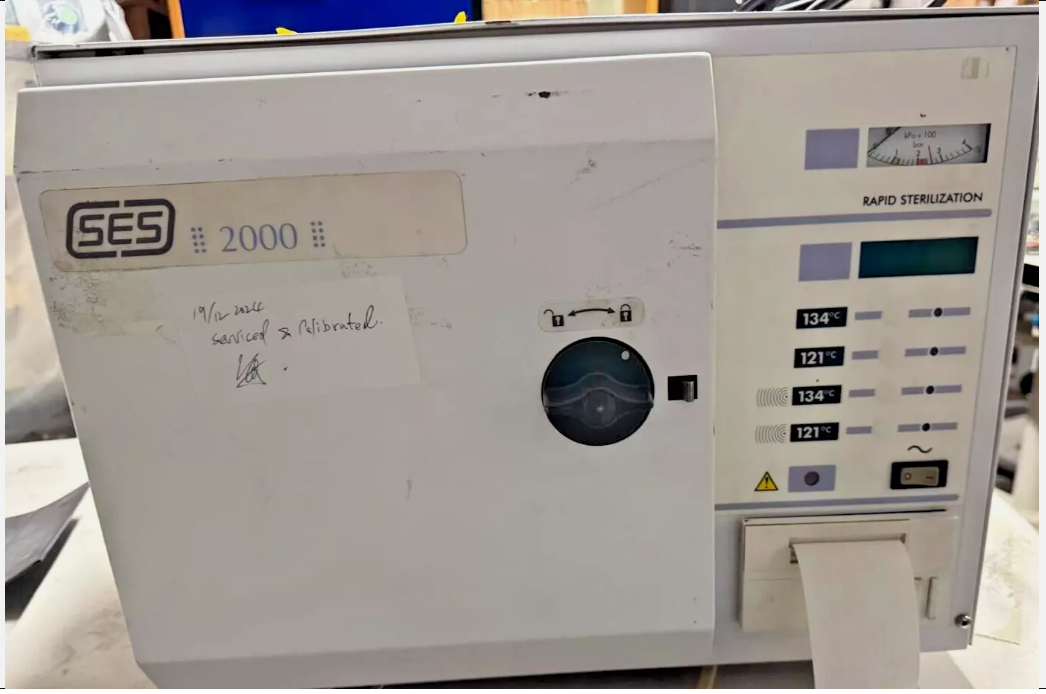 SES 2000
19/12 2024
serviced & Calibrated.
kPa x 100
bar
RAPID STERILIZATION
134°C
121°C
134°C
121°C